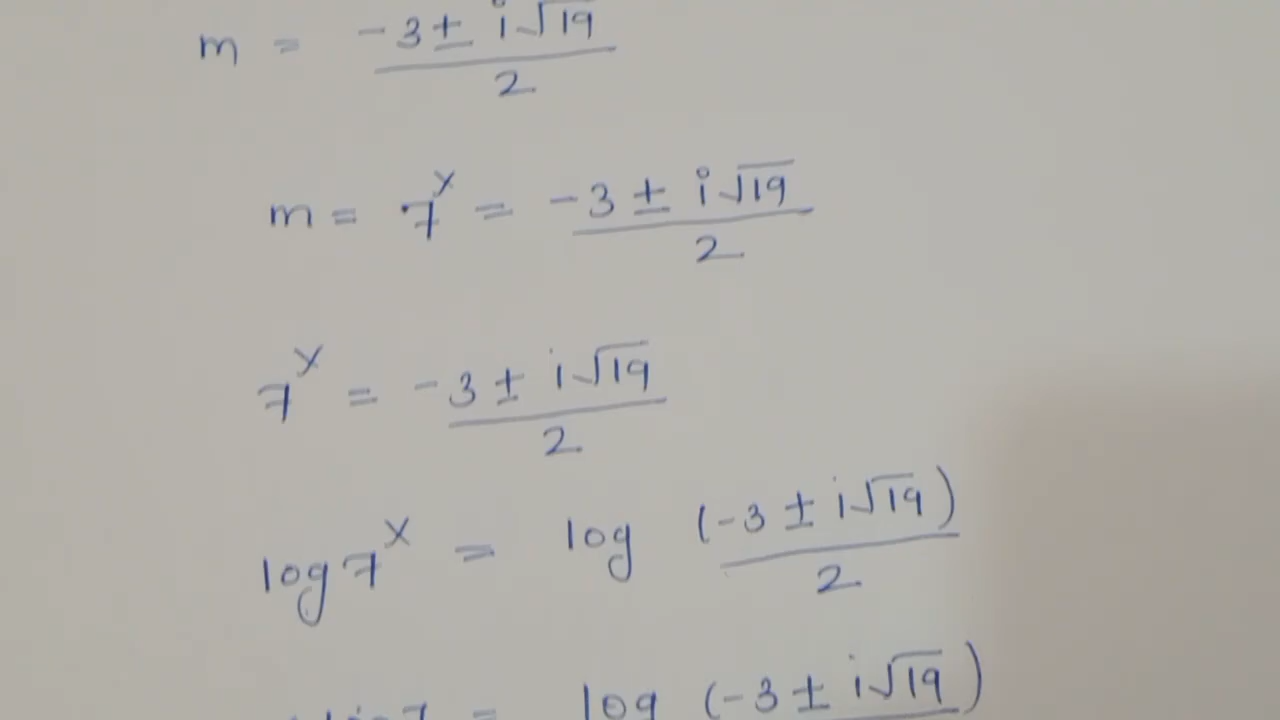 m = (-3 ± i√19)/2
m = 7^x = (-3 ± i√19)/2
7^x = (-3 ± i√19)/2
log 7^x = log (-3 ± i√19)/2
7 = log (-3 ± i√19)